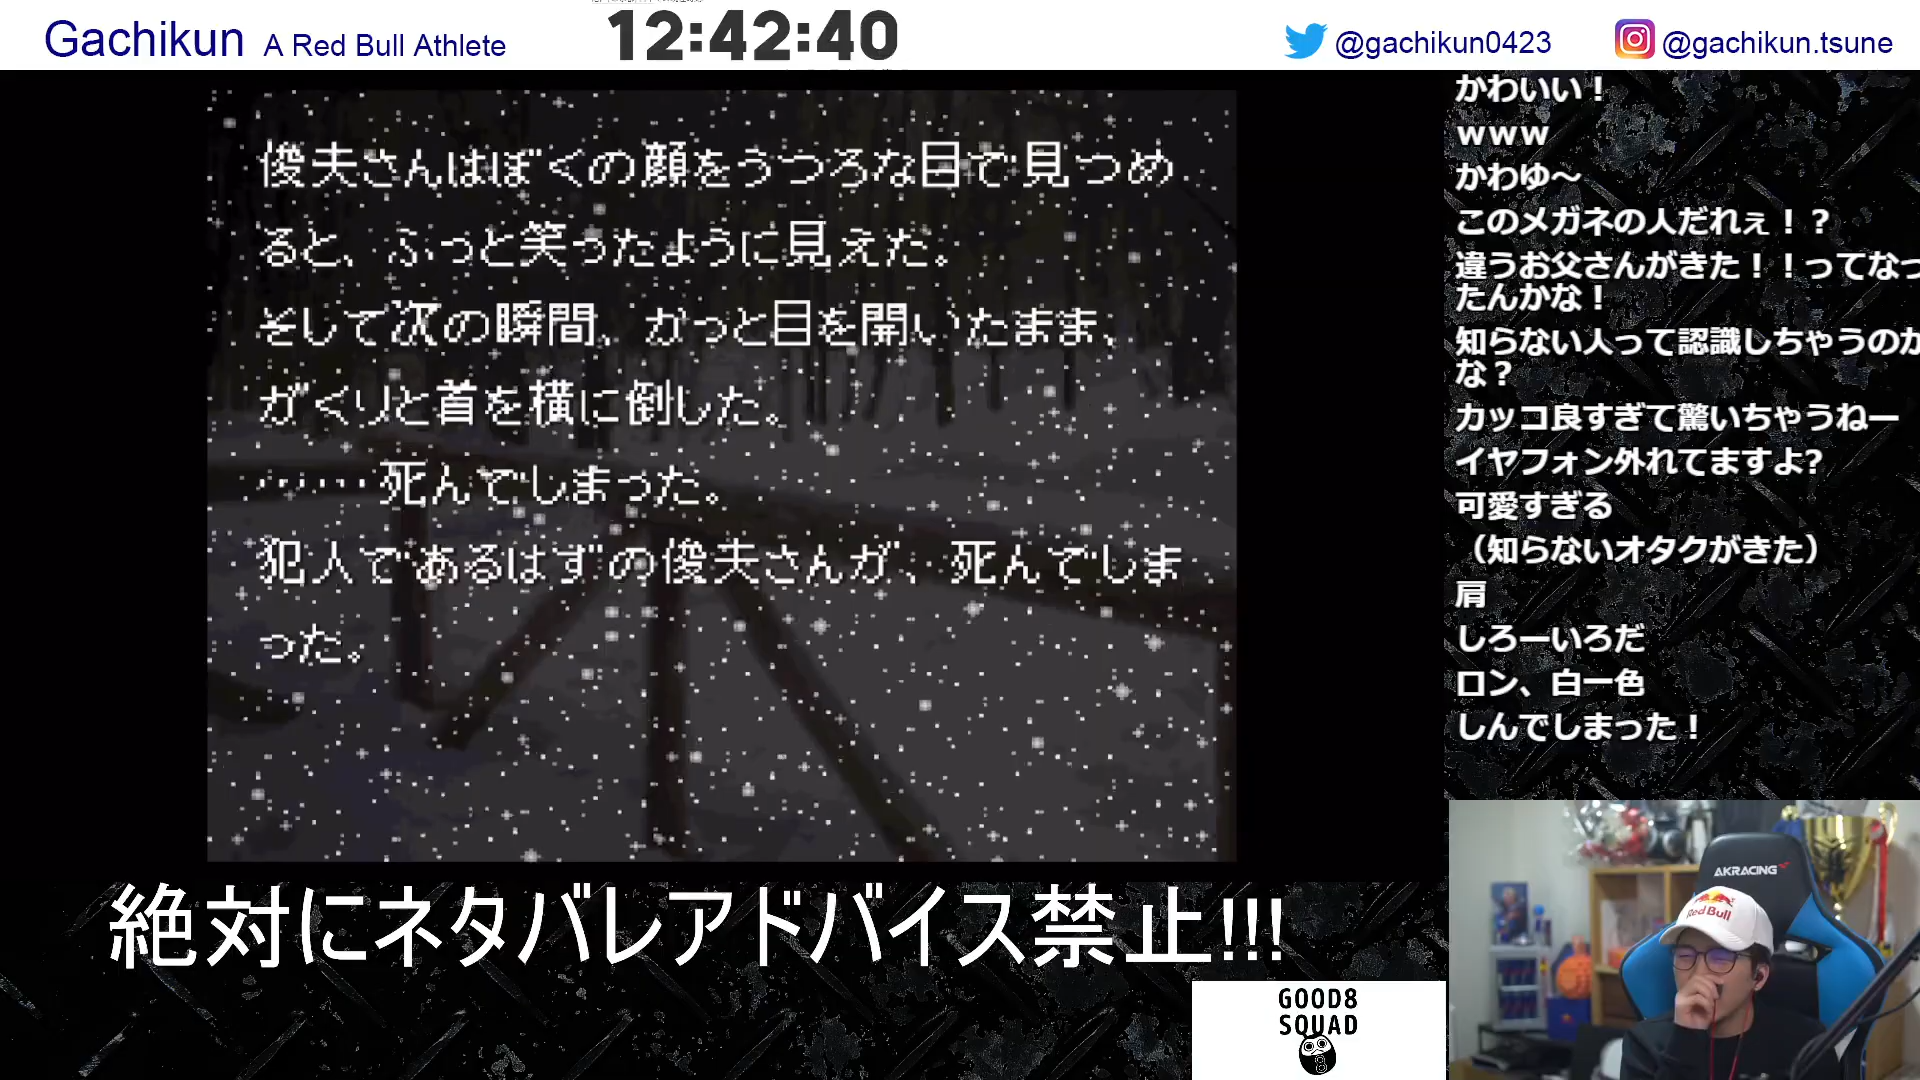 Gachikun A Red Bull Athlete
12:42:40
@gachikun0423
@gachikun.tsune
俊夫さんはぼくの顔をうつろな目で見つめ
ると、ふっと笑ったように見えた。
そして次の瞬間、かっと目を開いたまま、
がくりと首を横に倒した。
……死んでしまった。
犯人であるはずの俊夫さんが、死んでしま
った。
かわいい！
ｗｗｗ
かわゆ～
このメガネの人だれぇ！？
違うお父さんがきた！！ってなっ
たんかな！
知らない人って認識しちゃうのか
な？
カッコ良すぎて驚いちゃうねー
イヤフォン外れてますよ?
可愛すぎる
（知らないオタクがきた）
肩
しろーいろだ
ロン、白一色
しんでしまった！
絶対にネタバレアドバイス禁止!!!
GOOD8
SQUAD
AKRACING
Red Bull